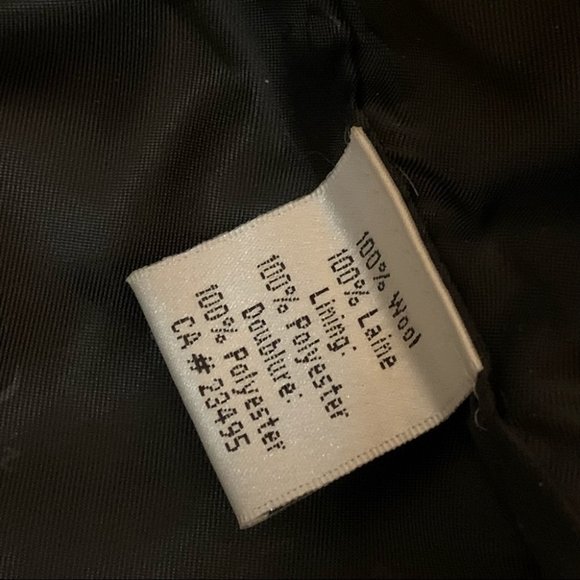 100% Wool
100% Laine
Lining:
100% Polyester
Doublure:
100% Polyester
CA # 23495